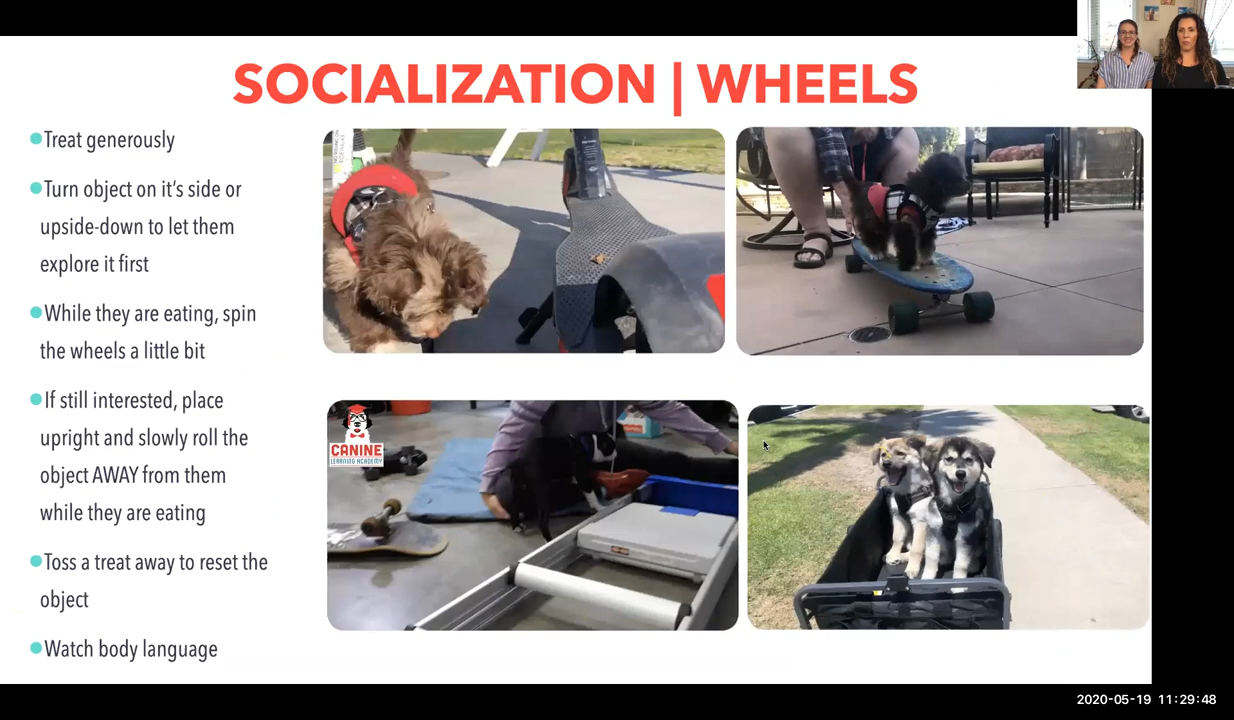 SOCIALIZATION | WHEELS
Treat generously
Turn object on it's side or
upside-down to let them
explore it first
While they are eating, spin
the wheels a little bit
If still interested, place
upright and slowly roll the
object AWAY from them
while they are eating
Toss a treat away to reset the
object
Watch body language
CANINE
LEARNING ACADEMY
2020-05-19 11:29:48